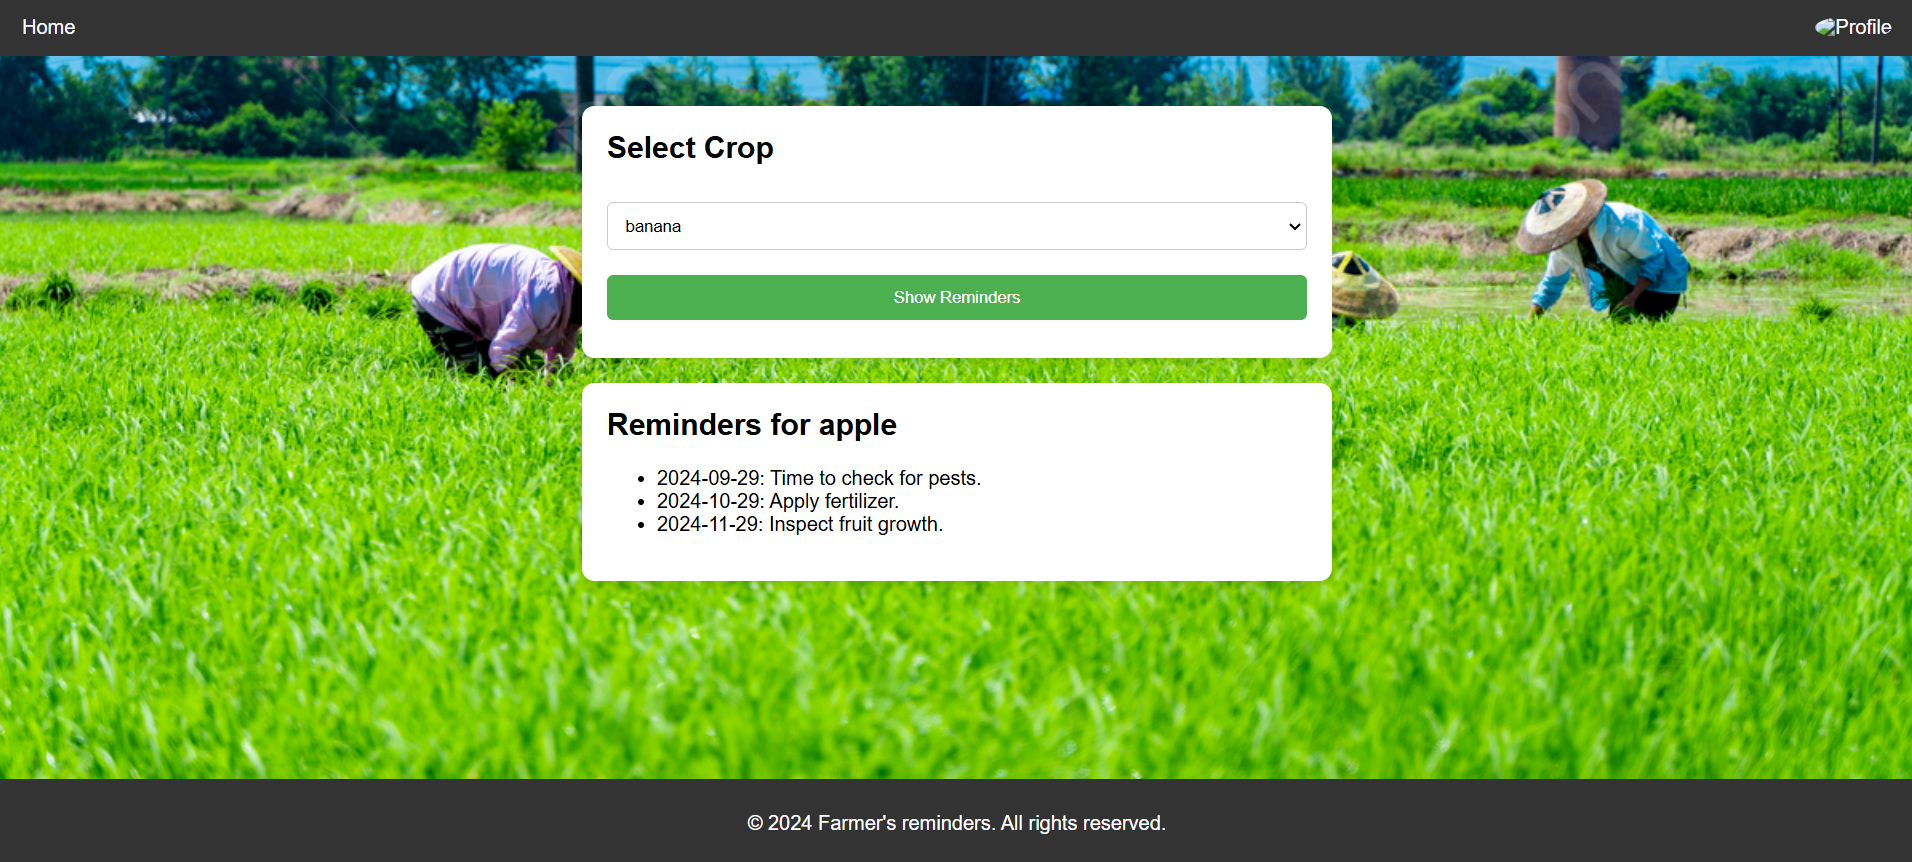 Home
Profile
Select Crop
banana
Show Reminders
Reminders for apple
2024-09-29: Time to check for pests.
2024-10-29: Apply fertilizer.
2024-11-29: Inspect fruit growth.
© 2024 Farmer's reminders. All rights reserved.